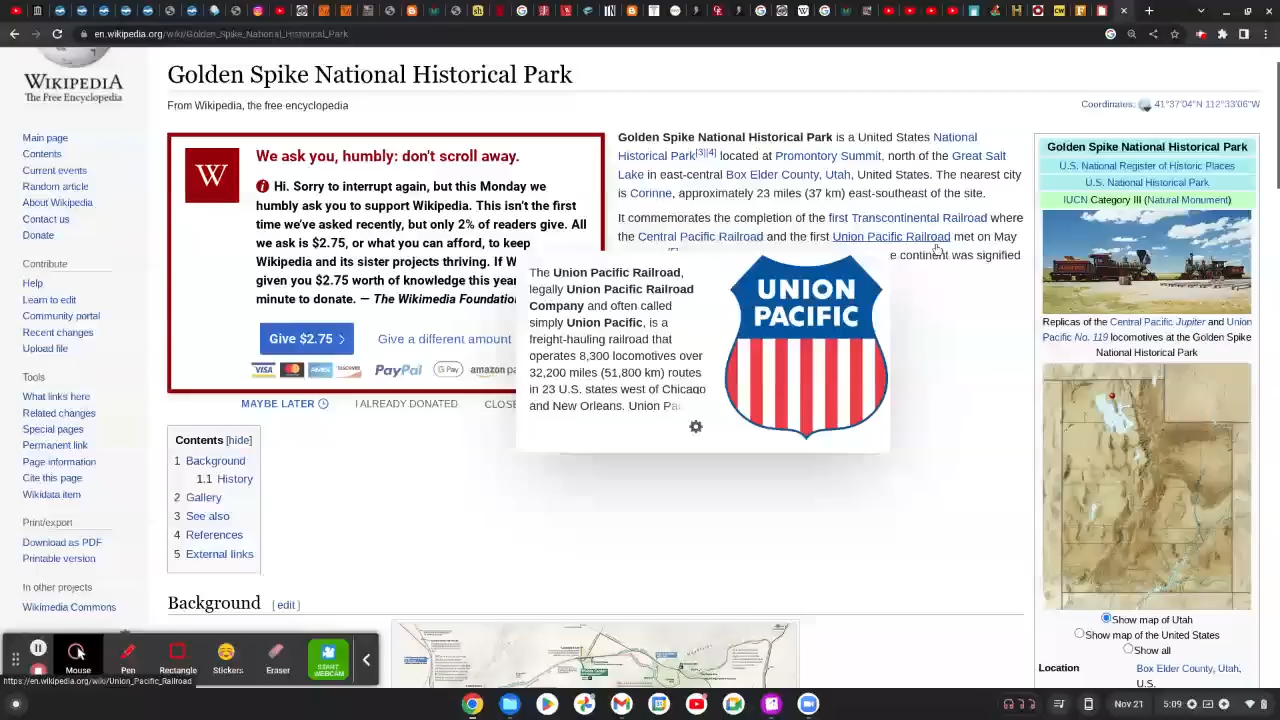 en.wikipedia.org/wiki/Golden_Spike_National_Historical_Park
WIKIPEDIA
The Free Encyclopedia
Main page
Contents
Current events
Random article
About Wikipedia
Contact us
Donate
Contribute
Help
Learn to edit
Community portal
Recent changes
Upload file
Tools
What links here
Related changes
Special pages
Permanent link
Page information
Cite this page
Wikidata item
Print/export
Download as PDF
Printable version
In other projects
Wikimedia Commons
Golden Spike National Historical Park
From Wikipedia, the free encyclopedia
Coordinates: 41°37′04″N 112°33′06″W
W
We ask you, humbly: don't scroll away.
Hi. Sorry to interrupt again, but this Monday we
humbly ask you to support Wikipedia. This isn't the first
time we've asked recently, but only 2% of readers give. All
we ask is $2.75, or what you can afford, to keep
Wikipedia and its sister projects thriving. If W
given you $2.75 worth of knowledge this year
minute to donate. — The Wikimedia Foundation
Give $2.75
Give a different amount
VISA AMEX DISCOVER PayPal G Pay amazon pa
MAYBE LATER
I ALREADY DONATED
CLOSE
Golden Spike National Historical Park is a United States National
Historical Park[3][4] located at Promontory Summit, north of the Great Salt
Lake in east-central Box Elder County, Utah, United States. The nearest city
is Corinne, approximately 23 miles (37 km) east-southeast of the site.
It commemorates the completion of the first Transcontinental Railroad where
the Central Pacific Railroad and the first Union Pacific Railroad met on May
e continent was signified
The Union Pacific Railroad,
legally Union Pacific Railroad
Company and often called
simply Union Pacific, is a
freight-hauling railroad that
operates 8,300 locomotives over
32,200 miles (51,800 km) routes
in 23 U.S. states west of Chicago
and New Orleans. Union Pa
UNION
PACIFIC
Contents [hide]
1 Background
1.1 History
2 Gallery
3 See also
4 References
5 External links
Background [ edit ]
Golden Spike National Historical Park
U.S. National Register of Historic Places
U.S. National Historical Park
IUCN Category III (Natural Monument)
Replicas of the Central Pacific Jupiter and Union
Pacific No. 119 locomotives at the Golden Spike
National Historical Park
Show map of Utah
Show map of the United States
Show all
Location
Box Elder County, Utah,
U.S.
Mouse
Pen
Rectangle
Stickers
Eraser
START
WEBCAM
https://en.wikipedia.org/wiki/Union_Pacific_Railroad
Nov 21
5:09